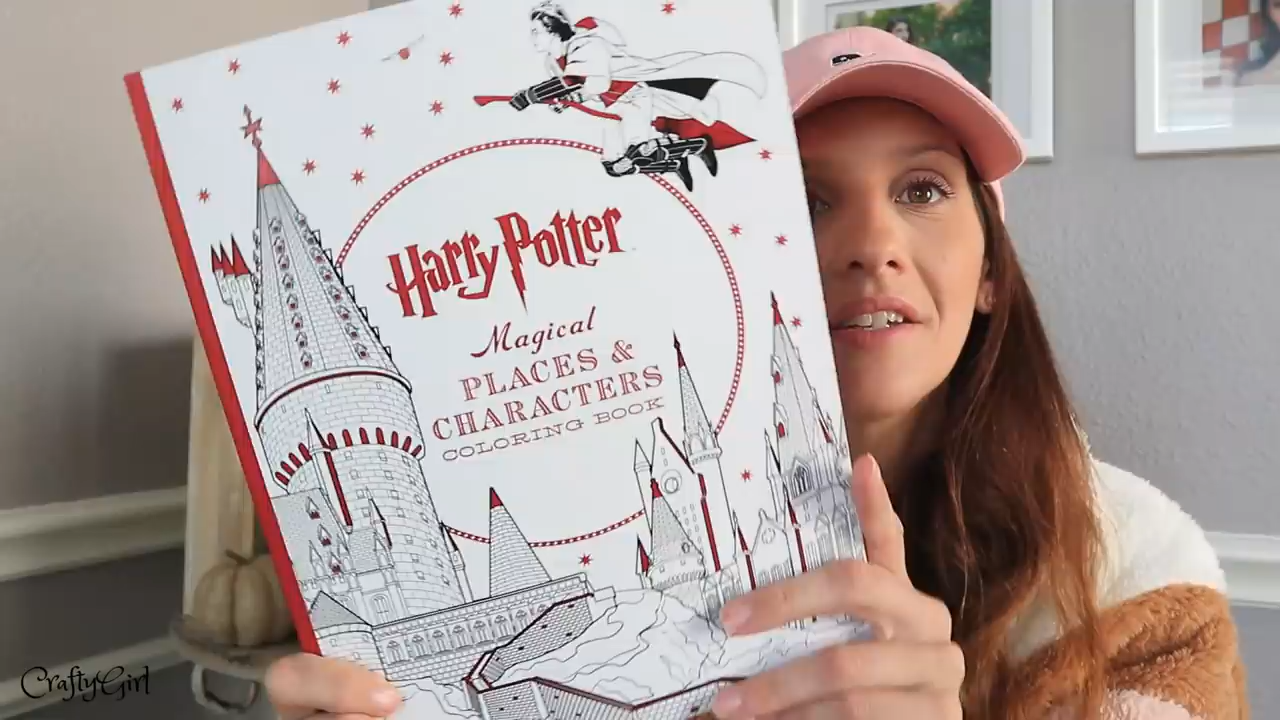 Harry Potter
Magical
PLACES &
CHARACTERS
COLORING BOOK
CraftyGirl